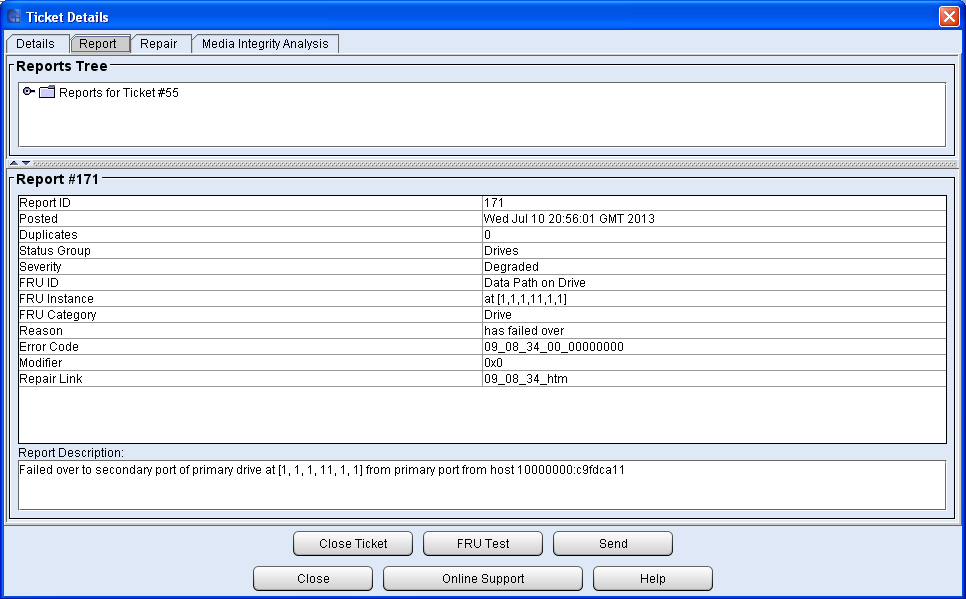 Ticket Details
Details Report Repair Media Integrity Analysis
Reports Tree
Reports for Ticket #55
Report #171
Report ID 171
Posted Wed Jul 10 20:56:01 GMT 2013
Duplicates 0
Status Group Drives
Severity Degraded
FRU ID Data Path on Drive
FRU Instance at [1,1,1,11,1,1]
FRU Category Drive
Reason has failed over
Error Code 09_08_34_00_00000000
Modifier 0x0
Repair Link 09_08_34_htm
Report Description:
Failed over to secondary port of primary drive at [1, 1, 1, 11, 1, 1] from primary port from host 10000000:c9fdca11
Close Ticket FRU Test Send
Close Online Support Help